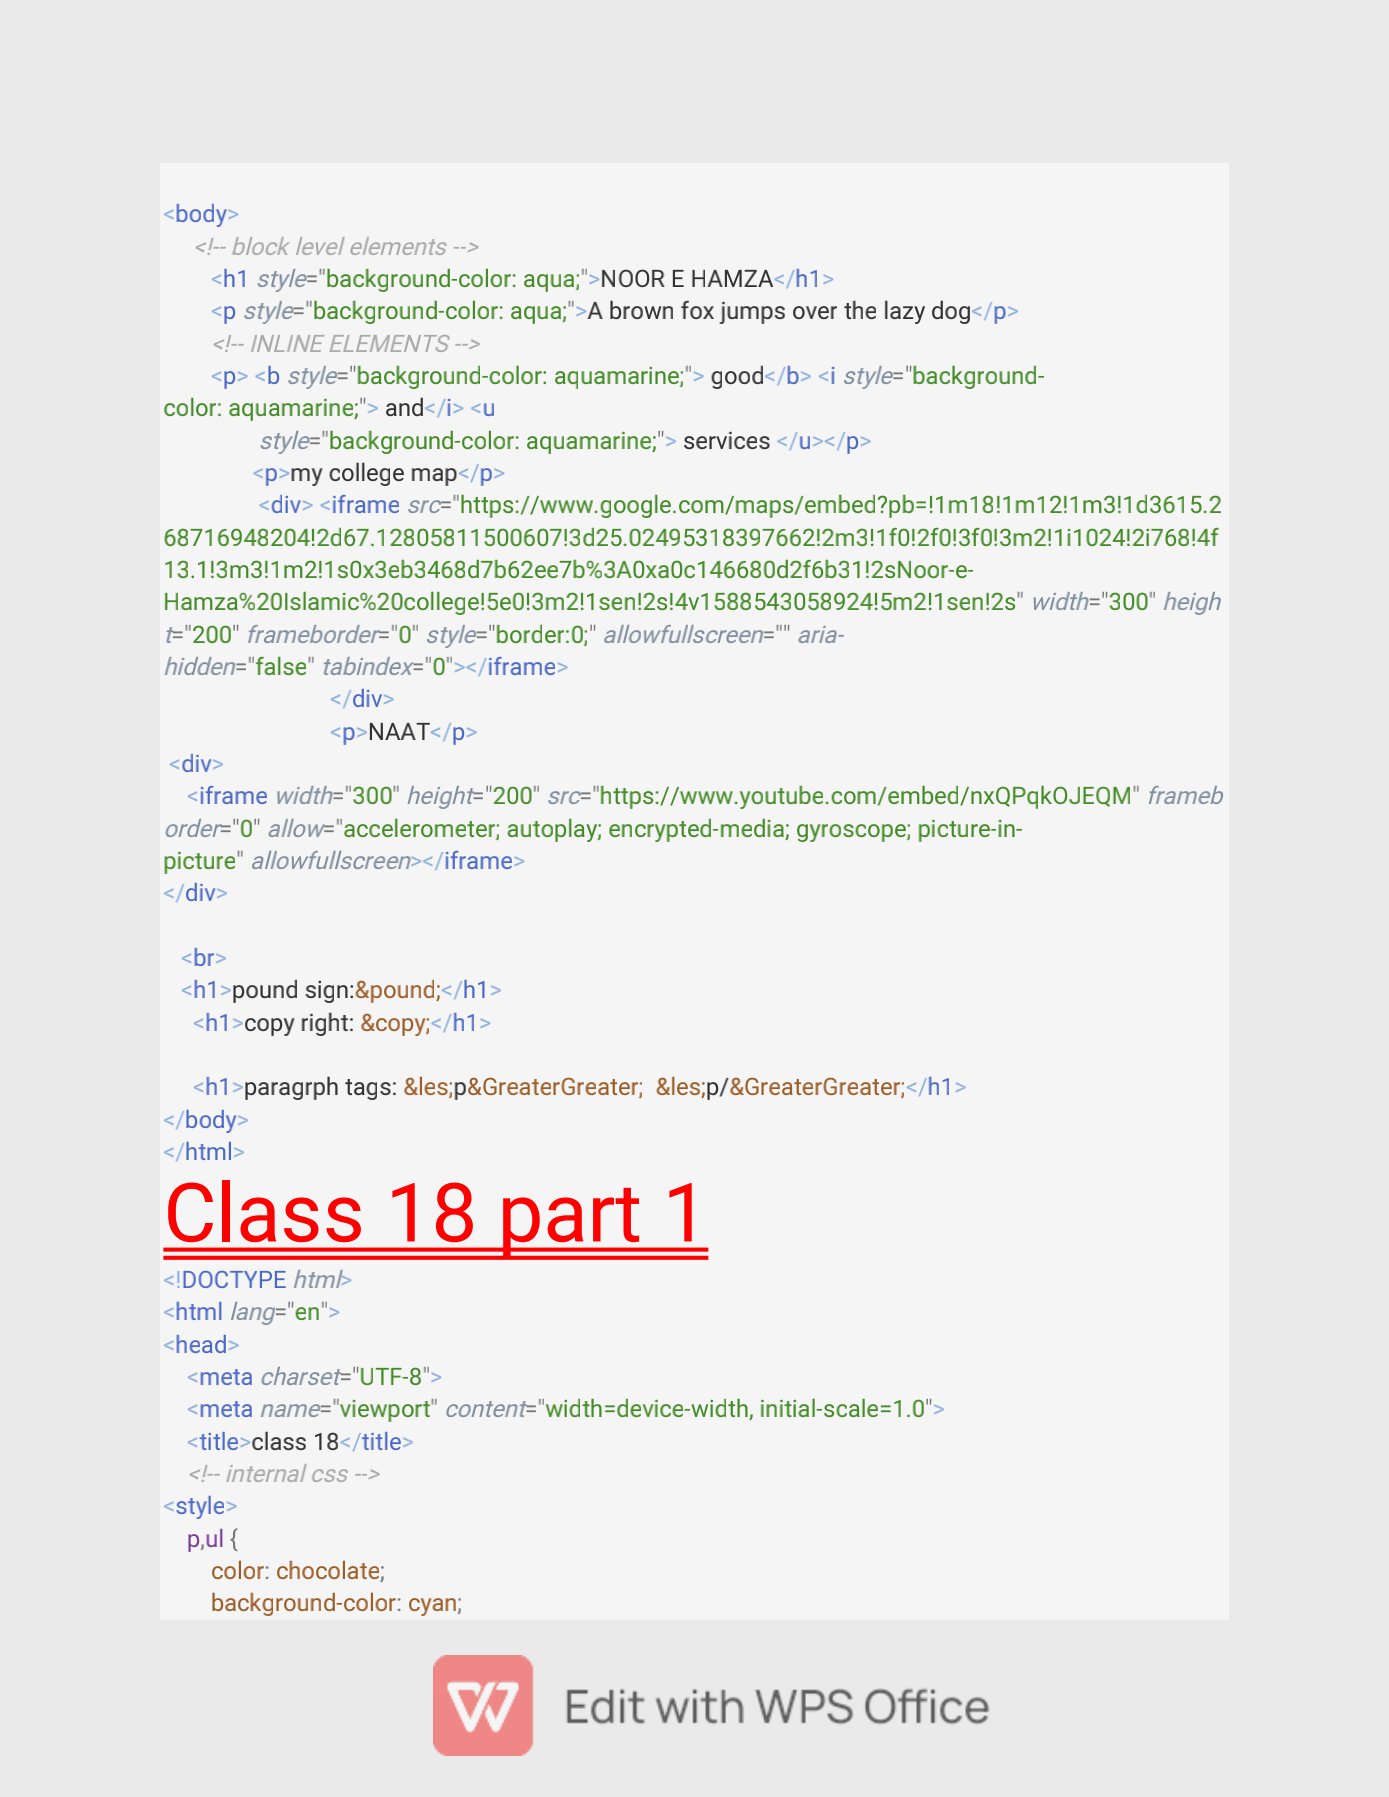 <body>
<!-- block level elements -->
<h1 style="background-color: aqua;">NOOR E HAMZA</h1>
<p style="background-color: aqua;">A brown fox jumps over the lazy dog</p>
<!-- INLINE ELEMENTS -->
<p> <b style="background-color: aquamarine;"> good</b> <i style="background-
color: aquamarine;"> and</i> <u
style="background-color: aquamarine;"> services </u></p>
<p>my college map</p>
<div> <iframe src="https://www.google.com/maps/embed?pb=!1m18!1m12!1m3!1d3615.2
68716948204!2d67.12805811500607!3d25.02495318397662!2m3!1f0!2f0!3f0!3m2!1i1024!2i768!4f
13.1!3m3!1m2!1s0x3eb3468d7b62ee7b%3A0xa0c146680d2f6b31!2sNoor-e-
Hamza%20Islamic%20college!5e0!3m2!1sen!2s!4v1588543058924!5m2!1sen!2s" width="300" heigh
t="200" frameborder="0" style="border:0;" allowfullscreen="" aria-
hidden="false" tabindex="0"></iframe>
</div>
<p>NAAT</p>
<div>
<iframe width="300" height="200" src="https://www.youtube.com/embed/nxQPqkOJEQM" frameb
order="0" allow="accelerometer; autoplay; encrypted-media; gyroscope; picture-in-
picture" allowfullscreen></iframe>
</div>
<br>
<h1>pound sign:&pound;</h1>
<h1>copy right: &copy;</h1>
<h1>paragrph tags: &les;p&GreaterGreater;  &les;p/&GreaterGreater;</h1>
</body>
</html>
Class 18 part 1
<!DOCTYPE html>
<html lang="en">
<head>
<meta charset="UTF-8">
<meta name="viewport" content="width=device-width, initial-scale=1.0">
<title>class 18</title>
<!-- internal css -->
<style>
p,ul {
color: chocolate;
background-color: cyan;
Edit with WPS Office